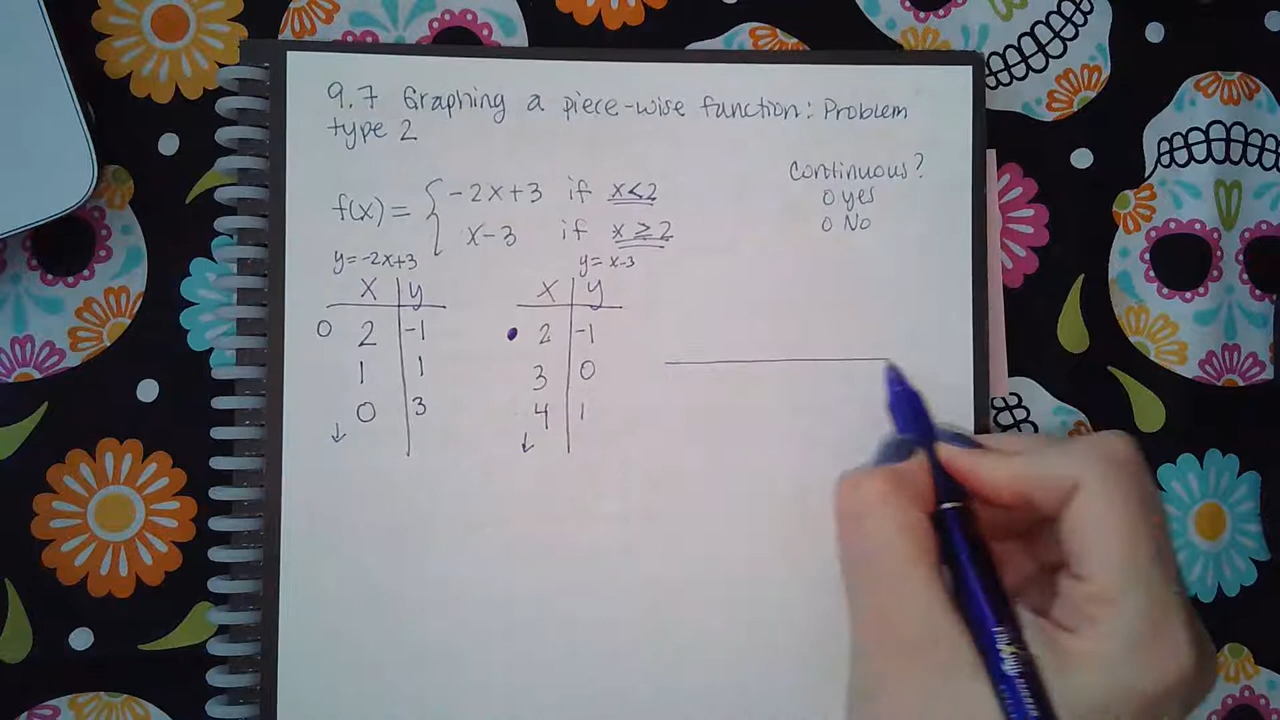 9.7 Graphing a piece-wise function: Problem
type 2
Continuous?
O yes
O No
f(x) = { -2x+3 if x<2
x-3 if x ≥ 2
y=-2x+3
x | y
O 2 | -1
1 | 1
0 | 3
↓
y= x-3
x | y
• 2 | -1
3 | 0
4 | 1
↓